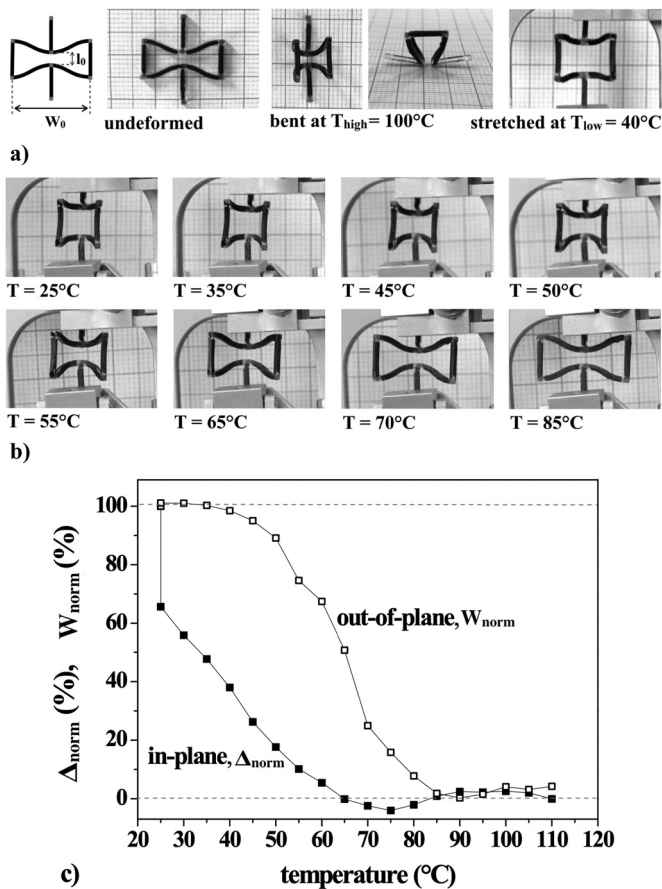 l₀
W₀
undeformed
bent at Thigh = 100°C
stretched at Tlow = 40°C
a)
T = 25°C
T = 35°C
T = 45°C
T = 50°C
T = 55°C
T = 65°C
T = 70°C
T = 85°C
b)
Δnorm (%), Wnorm (%)
100
80
60
40
20
0
out-of-plane, Wnorm
in-plane, Δnorm
20 30 40 50 60 70 80 90 100 110 120
c)
temperature (°C)